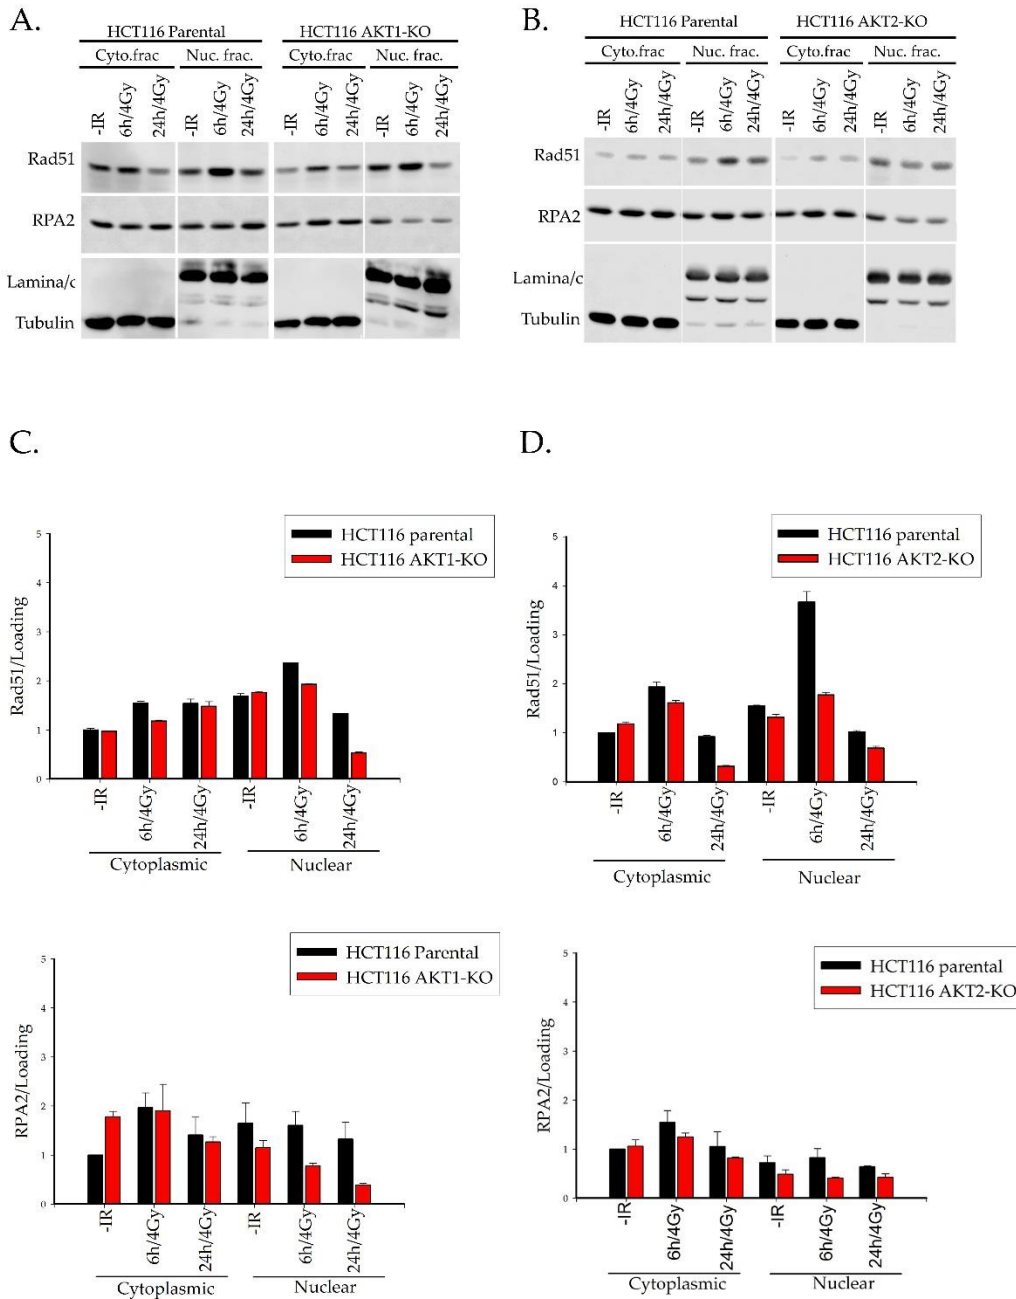 A.
HCT116 Parental HCT116 AKT1-KO
Cyto.frac Nuc. frac. Cyto.frac Nuc. frac.
-IR 6h/4Gy 24h/4Gy -IR 6h/4Gy 24h/4Gy -IR 6h/4Gy 24h/4Gy -IR 6h/4Gy 24h/4Gy
Rad51
RPA2
Lamina/c
Tubulin
B.
HCT116 Parental HCT116 AKT2-KO
Cyto.frac Nuc. frac. Cyto.frac Nuc. frac.
-IR 6h/4Gy 24h/4Gy -IR 6h/4Gy 24h/4Gy -IR 6h/4Gy 24h/4Gy -IR 6h/4Gy 24h/4Gy
Rad51
RPA2
Lamina/c
Tubulin
C.
HCT116 parental
HCT116 AKT1-KO
Rad51/Loading
5
4
3
2
1
0
-IR 6h/4Gy 24h/4Gy -IR 6h/4Gy 24h/4Gy
Cytoplasmic Nuclear
HCT116 Parental
HCT116 AKT1-KO
RPA2/Loading
5
4
3
2
1
0
-IR 6h/4Gy 24h/4Gy -IR 6h/4Gy 24h/4Gy
Cytoplasmic Nuclear
D.
HCT116 parental
HCT116 AKT2-KO
Rad51/Loading
5
4
3
2
1
0
-IR 6h/4Gy 24h/4Gy -IR 6h/4Gy 24h/4Gy
Cytoplasmic Nuclear
HCT116 parental
HCT116 AKT2-KO
RPA2/Loading
5
4
3
2
1
0
-IR 6h/4Gy 24h/4Gy -IR 6h/4Gy 24h/4Gy
Cytoplasmic Nuclear